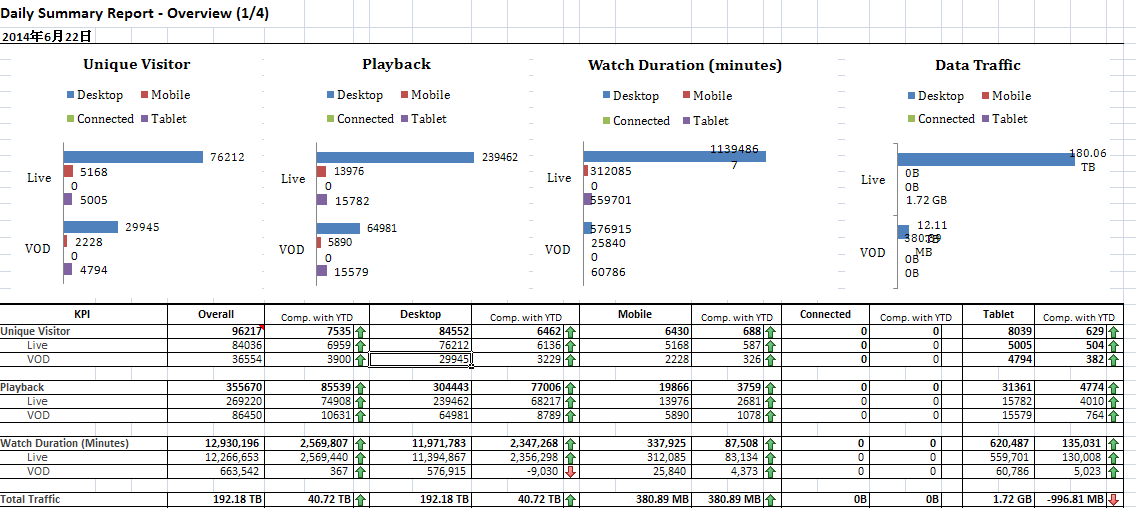 Daily Summary Report - Overview (1/4)
2014年6月22日
Unique Visitor
Desktop Mobile
Connected Tablet
Live
76212
5168
0
5005
VOD
29945
2228
0
4794
Playback
Desktop Mobile
Connected Tablet
Live
239462
13976
0
15782
VOD
64981
5890
0
15579
Watch Duration (minutes)
Desktop Mobile
Connected Tablet
Live
1139486
7
312085
0
559701
VOD
576915
25840
0
60786
Data Traffic
Desktop Mobile
Connected Tablet
Live
180.06
TB
0B
0B
1.72 GB
VOD
12.11
TB
380.89
MB
0B
0B
KPI Overall Comp. with YTD Desktop Comp. with YTD Mobile Comp. with YTD Connected Comp. with YTD Tablet Comp. with YTD
Unique Visitor 96217 7535 84552 6462 6430 688 0 0 8039 629
Live 84036 6959 76212 6136 5168 587 0 0 5005 504
VOD 36554 3900 29945 3229 2228 326 0 0 4794 382
Playback 355670 85539 304443 77006 19866 3759 0 0 31361 4774
Live 269220 74908 239462 68217 13976 2681 0 0 15782 4010
VOD 86450 10631 64981 8789 5890 1078 0 0 15579 764
Watch Duration (Minutes) 12,930,196 2,569,807 11,971,783 2,347,268 337,925 87,508 0 0 620,487 135,031
Live 12,266,653 2,569,440 11,394,867 2,356,298 312,085 83,134 0 0 559,701 130,008
VOD 663,542 367 576,915 -9,030 25,840 4,373 0 0 60,786 5,023
Total Traffic 192.18 TB 40.72 TB 192.18 TB 40.72 TB 380.89 MB 380.89 MB 0B 0B 1.72 GB -996.81 MB